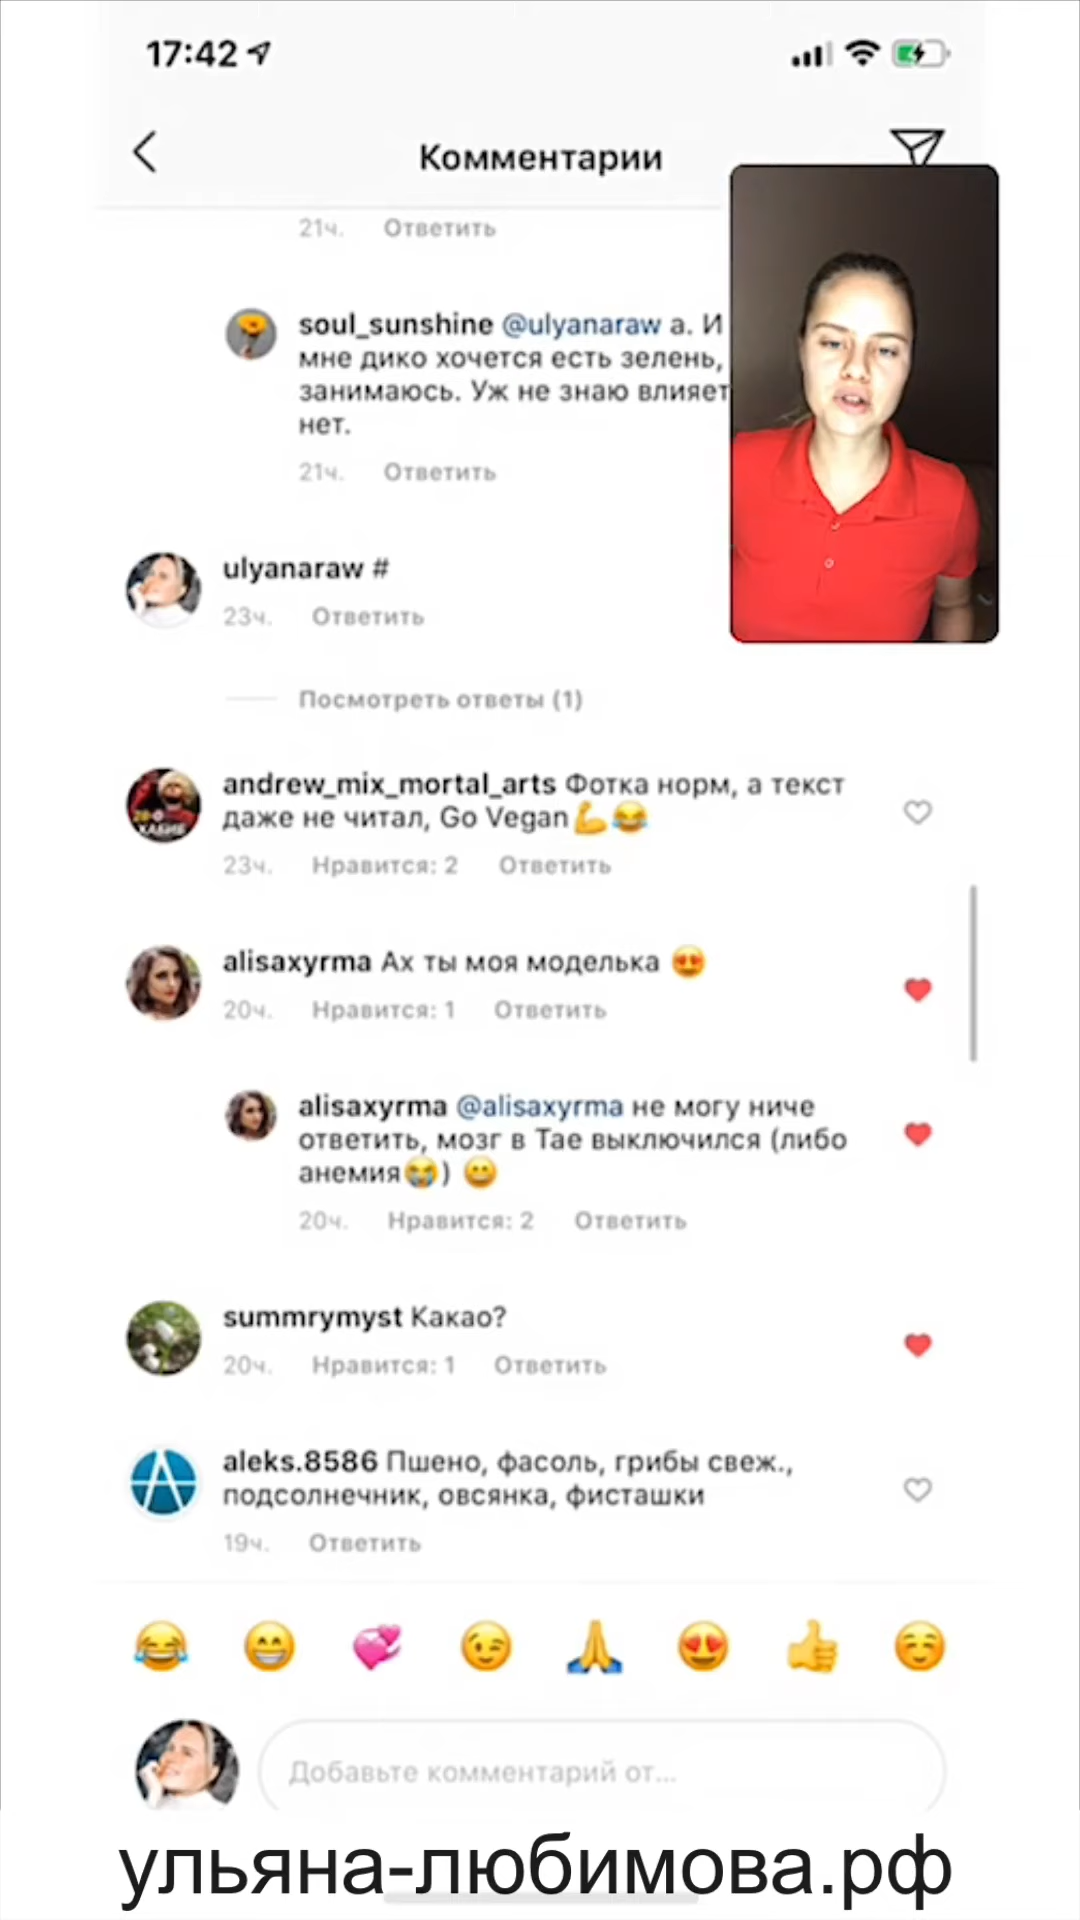 17:42
Комментарии
21ч. Ответить
soul_sunshine @ulyanaraw а. И
мне дико хочется есть зелень,
занимаюсь. Уж не знаю влияет
нет.
21ч. Ответить
ulyanaraw #
23ч. Ответить
Посмотреть ответы (1)
andrew_mix_mortal_arts Фотка норм, а текст
даже не читал, Go Vegan💪😂
23ч. Нравится: 2 Ответить
alisaxyrma Ах ты моя моделька 😍
20ч. Нравится: 1 Ответить
alisaxyrma @alisaxyrma не могу ниче
ответить, мозг в Тае выключился (либо
анемия😭) 😀
20ч. Нравится: 2 Ответить
summrymyst Какао?
20ч. Нравится: 1 Ответить
aleks.8586 Пшено, фасоль, грибы свеж.,
подсолнечник, овсянка, фисташки
19ч. Ответить
Добавьте комментарий от...
ульяна-любимова.рф